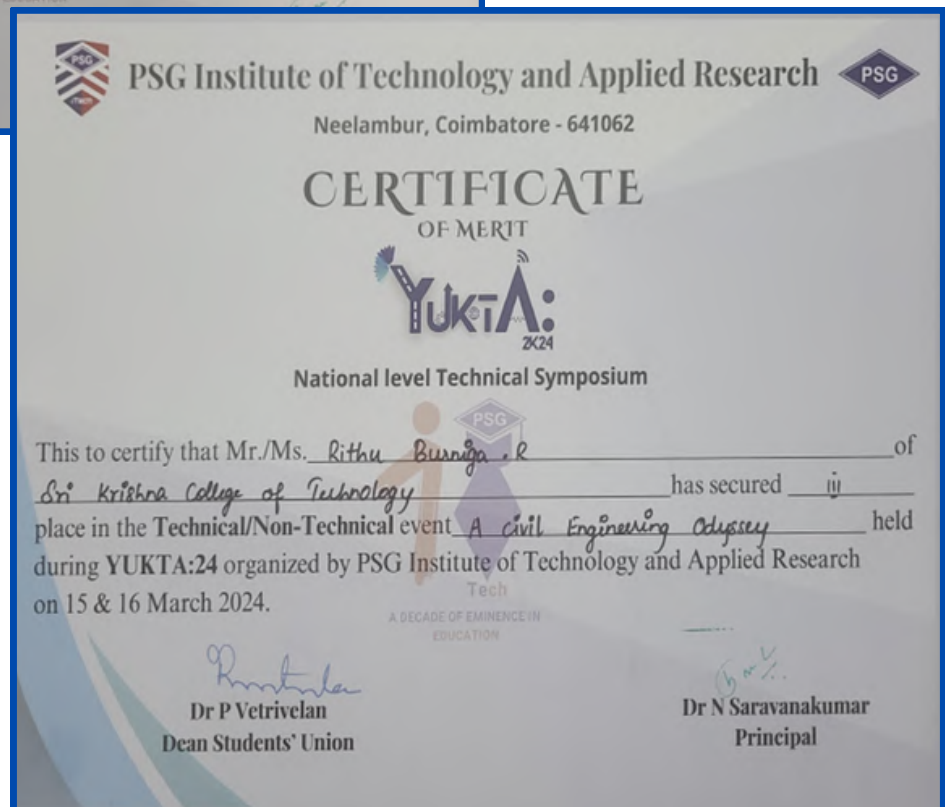 EDUCATION
PSG
iTech
PSG Institute of Technology and Applied Research
PSG
Neelambur, Coimbatore - 641062
CERTIFICATE
OF MERIT
YUKTA:
2K24
National level Technical Symposium
PSG
This to certify that Mr./Ms. Rithu Burniga . R of
Sri Krishna College of Technology has secured iii
place in the Technical/Non-Technical event A civil Engineering Odyssey held
during YUKTA:24 organized by PSG Institute of Technology and Applied Research
on 15 & 16 March 2024.
Tech
A DECADE OF EMINENCE IN
EDUCATION
Dr P Vetrivelan
Dean Students' Union
Dr N Saravanakumar
Principal